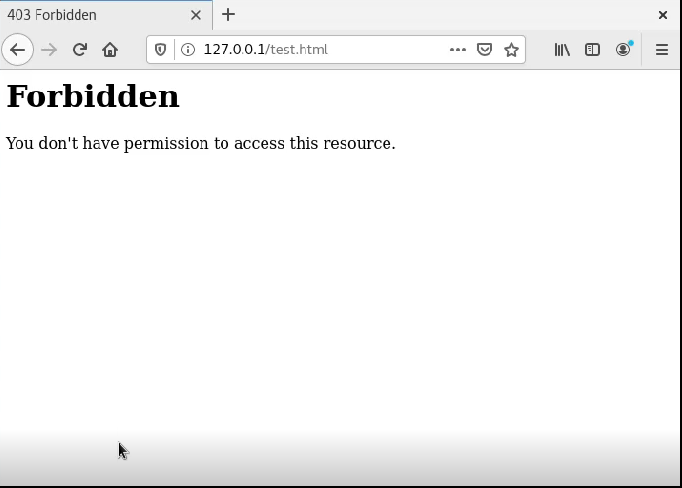 403 Forbidden
127.0.0.1/test.html
Forbidden
You don't have permission to access this resource.